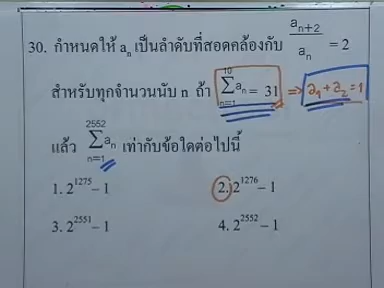 30. กำหนดให้ aₙ เป็นลำดับที่สอดคล้องกับ aₙ₊₂/aₙ = 2
สำหรับทุกจำนวนนับ n ถ้า ∑ₙ₌₁¹⁰ aₙ = 31 ⇒ a₁ + a₂ = 1
แล้ว ∑ₙ₌₁²⁵⁵² aₙ เท่ากับข้อใดต่อไปนี้
1. 2¹²⁷⁵ – 1 2. 2¹²⁷⁶ – 1
3. 2²⁵⁵¹ – 1 4. 2²⁵⁵² – 1